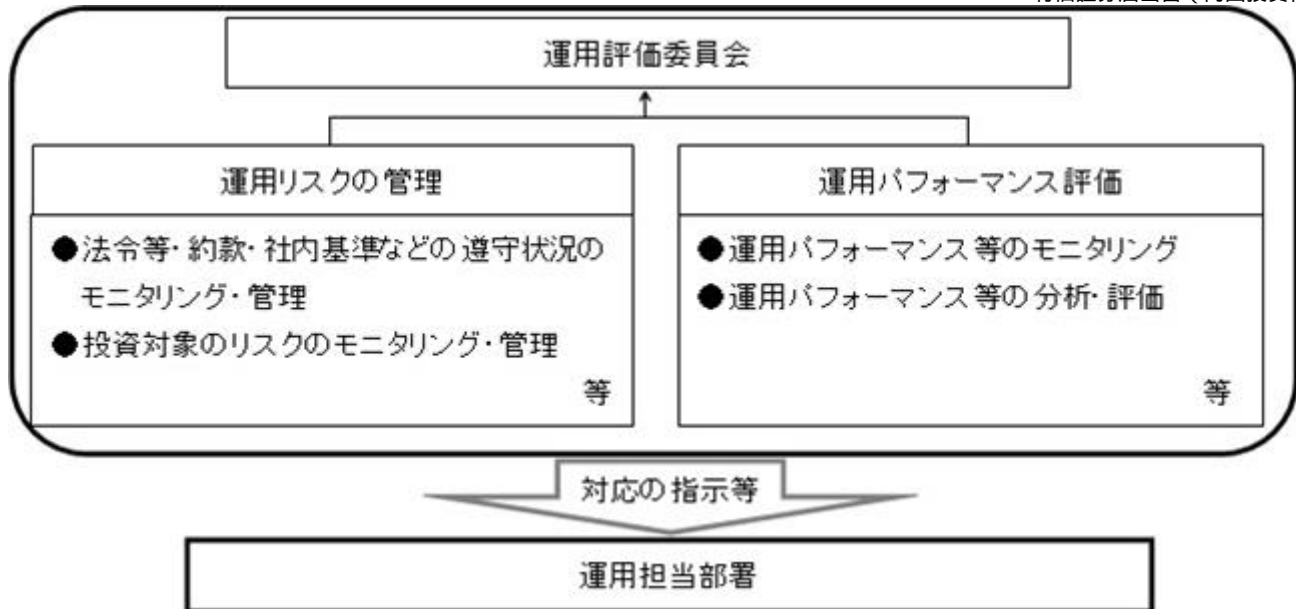 運用評価委員会
運用リスクの管理
●法令等・約款・社内基準などの遵守状況の
モニタリング・管理
●投資対象のリスクのモニタリング・管理
等
運用パフォーマンス評価
●運用パフォーマンス等のモニタリング
●運用パフォーマンス等の分析・評価
等
対応の指示等
運用担当部署